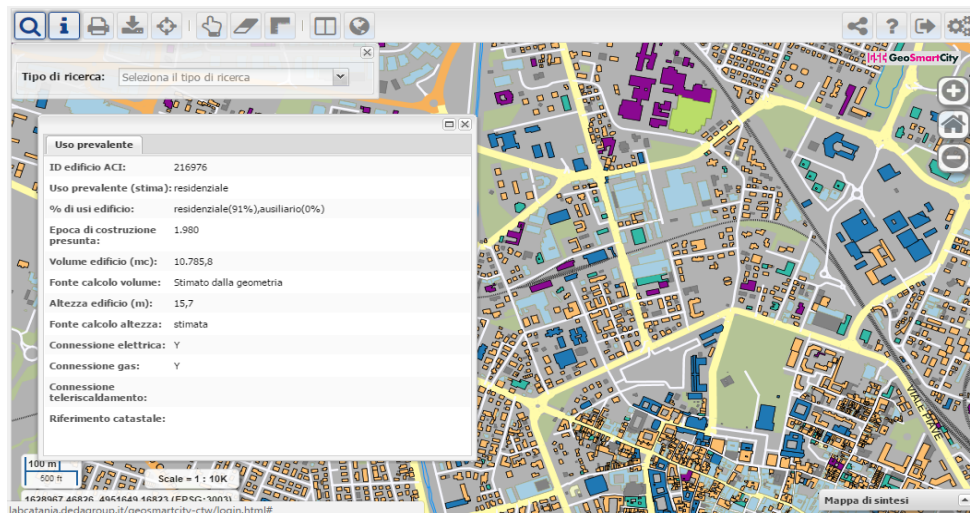 GeoSmartCity
Tipo di ricerca: Seleziona il tipo di ricerca
Uso prevalente
ID edificio ACI: 216976
Uso prevalente (stima): residenziale
% di usi edificio: residenziale(91%),ausiliario(0%)
Epoca di costruzione presunta: 1.980
Volume edificio (mc): 10.785,8
Fonte calcolo volume: Stimato dalla geometria
Altezza edificio (m): 15,7
Fonte calcolo altezza: stimata
Connessione elettrica: Y
Connessione gas: Y
Connessione
teleriscaldamento:
Riferimento catastale:
VIALE PIAVE
100 m
500 ft
Scale = 1 : 10K
1628967.46826, 4951649.16823 (EPSG:3003)
labcatania.dedagroup.it/geosmartcity-ctw/login.html#
Mappa di sintesi